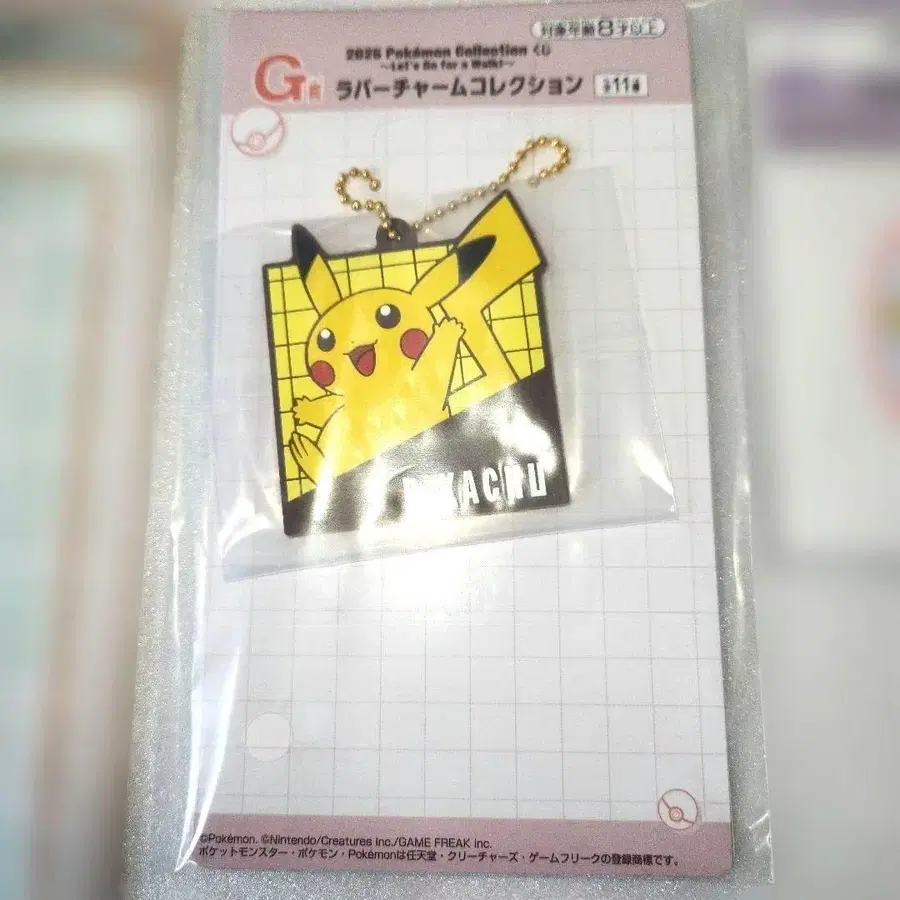 対象年齢8才以上
2026 Pokémon Collection くじ
～Let's Go for a Walk!～
G賞 ラバーチャームコレクション 全11種
PIKACHU
©Pokémon. ©Nintendo/Creatures Inc./GAME FREAK inc.
ポケットモンスター・ポケモン・Pokémonは任天堂・クリーチャーズ・ゲームフリークの登録商標です。